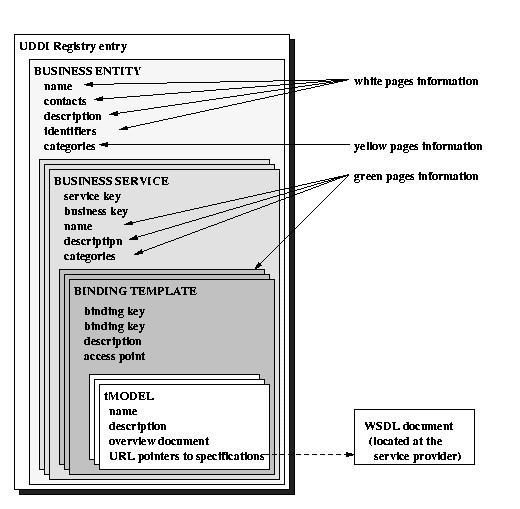 UDDI Registry entry
BUSINESS ENTITY
name
contacts
description
identifiers
categories
white pages information
yellow pages information
green pages information
BUSINESS SERVICE
service key
business key
name
description
categories
BINDING TEMPLATE
binding key
binding key
description
access point
tMODEL
name
description
overview document
URL pointers to specifications
WSDL document
(located at the
service provider)